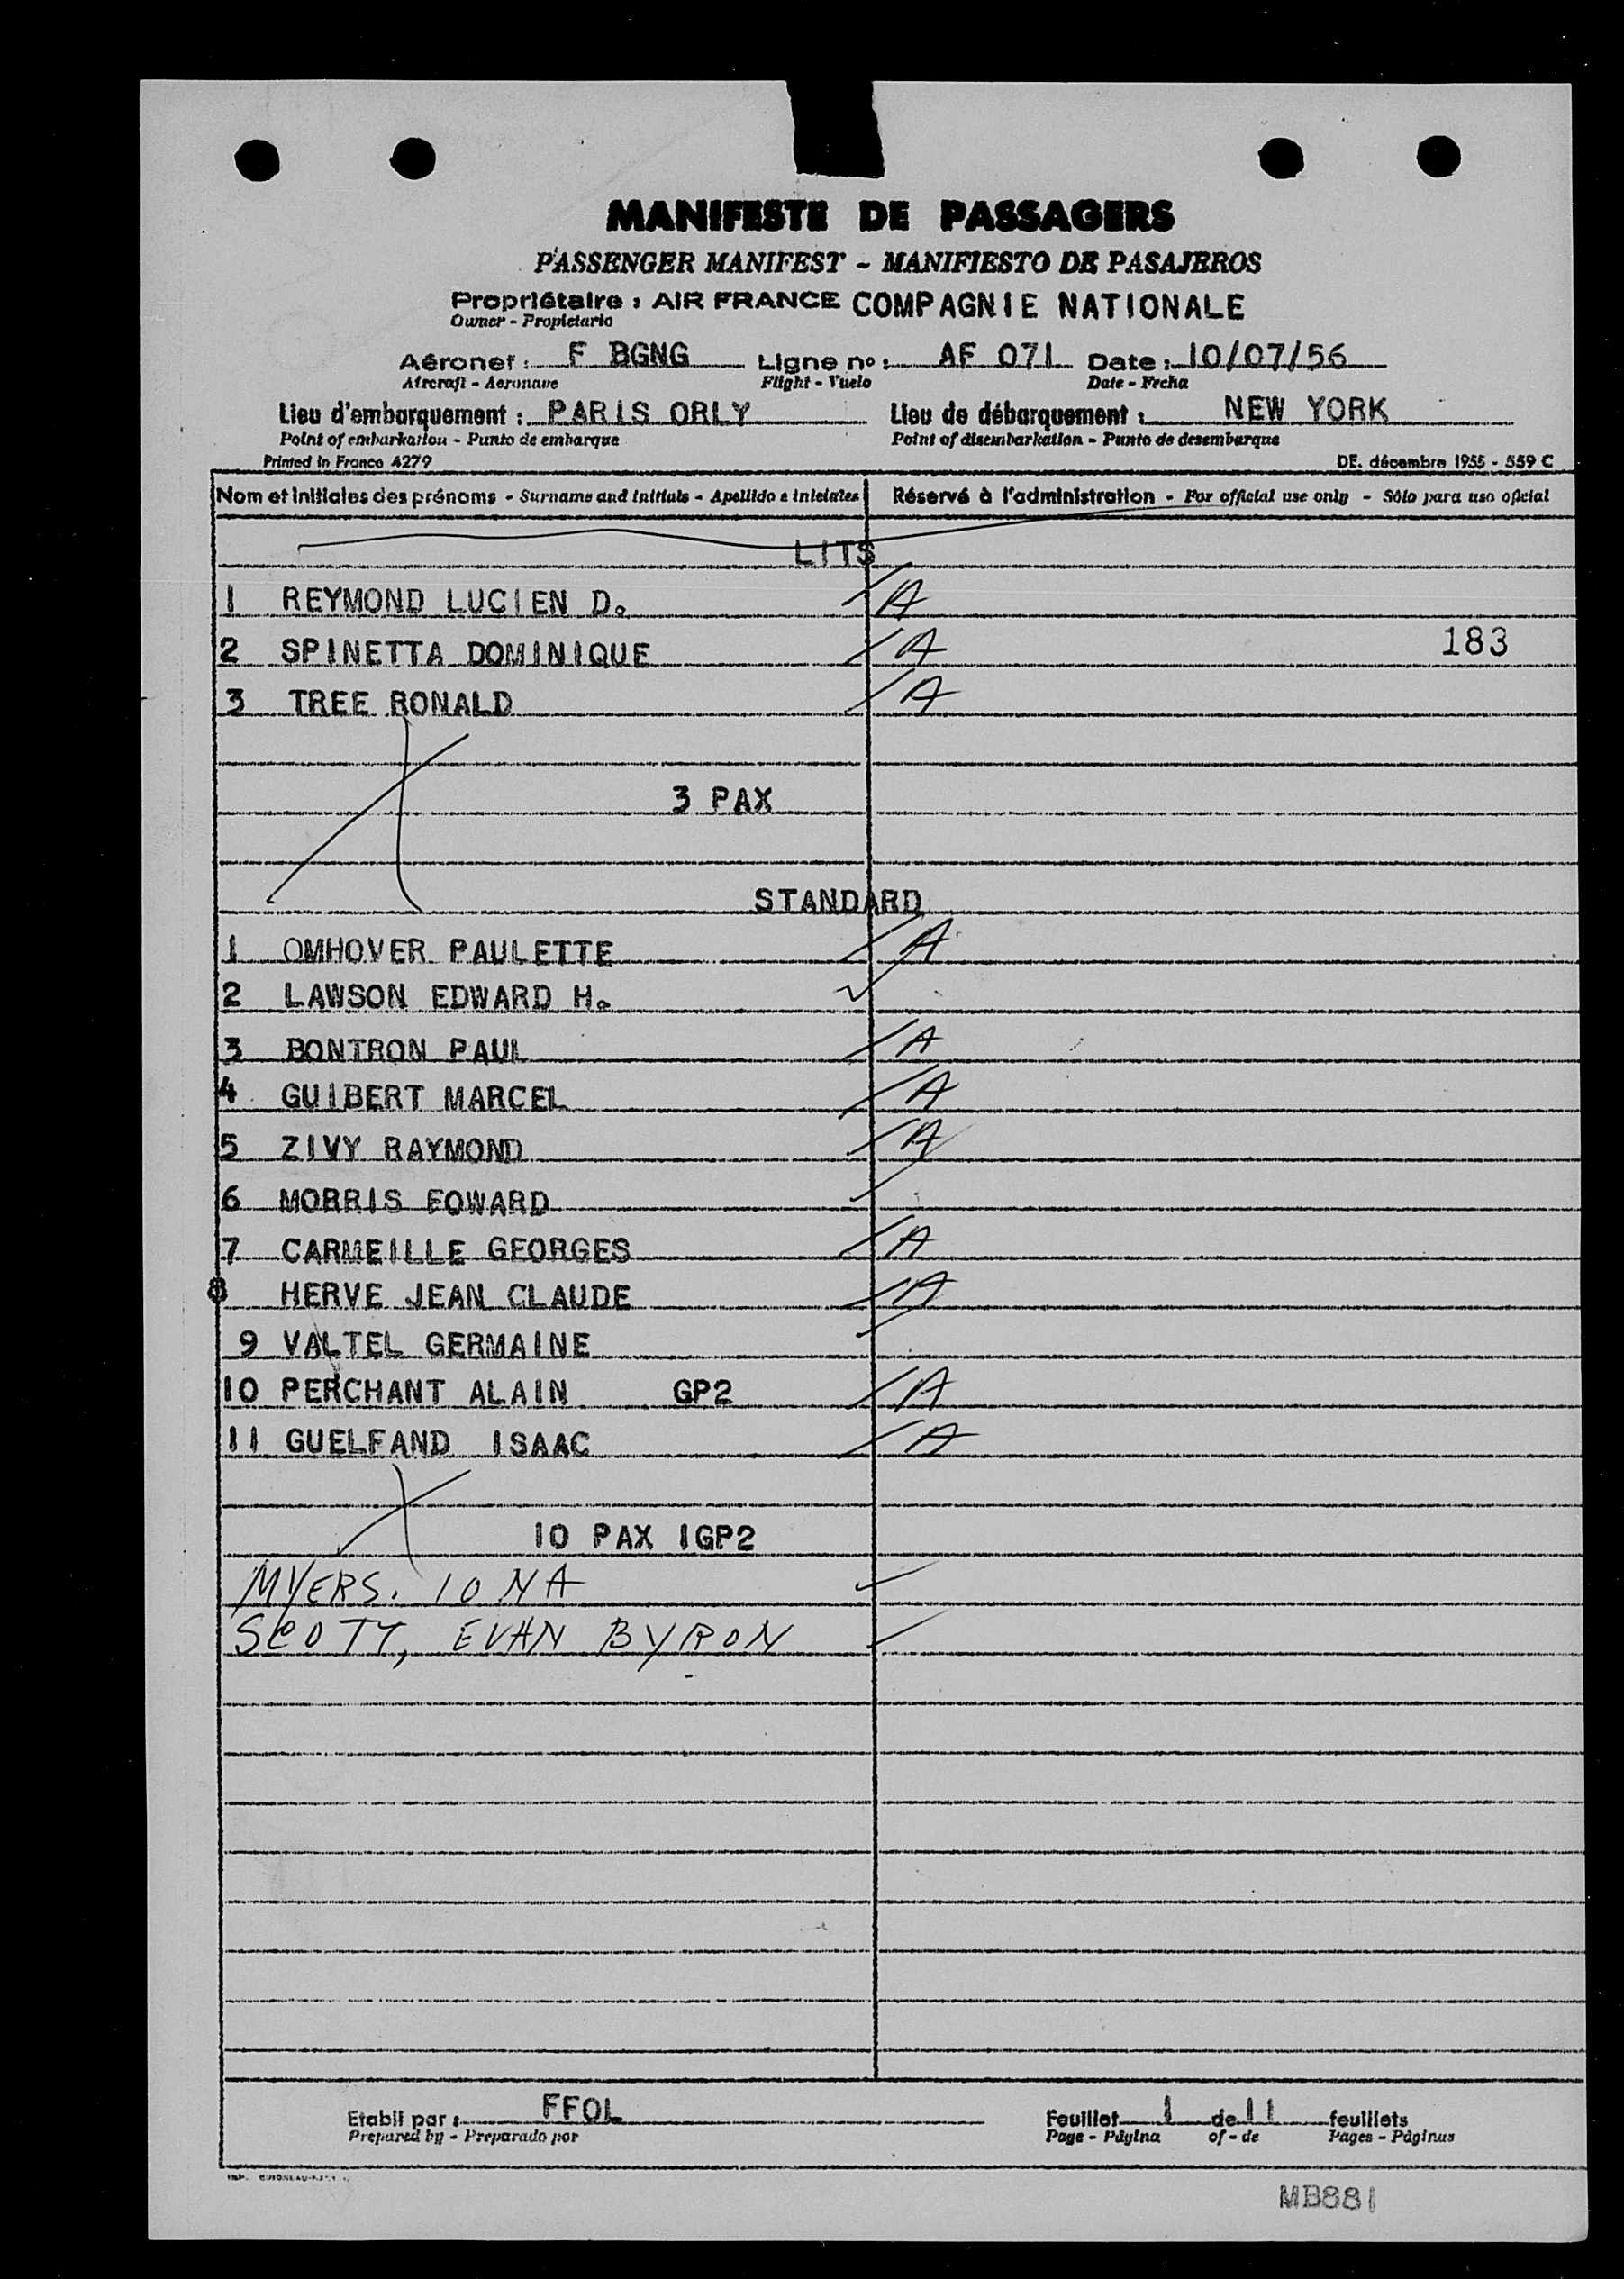 MANIFESTE DE PASSAGERS
PASSENGER MANIFEST - MANIFIESTO DE PASAJEROS
Propriétaire : AIR FRANCE COMPAGNIE NATIONALE
Owner - Propietario
Aéronef : F BGNG Ligne nº : AF 071 Date : 10/07/56
Aircraft - Aeronave Flight - Vuelo Date - Fecha
Lieu d'embarquement : PARIS ORLY Lieu de débarquement : NEW YORK
Point of embarkation - Punto de embarque Point of disembarkation - Punto de desembarque
Printed in France 4279 DE. décembre 1955 - 559 C
Nom et initiales des prénoms - Surname and initials - Apellido e iniciales Réservé à l'administration - For official use only - Sólo para uso oficial
LITS
1 REYMOND LUCIEN D. A
2 SPINETTA DOMINIQUE A 183
3 TREE RONALD A
3 PAX
STANDARD
1 OMHOVER PAULETTE A
2 LAWSON EDWARD H.
3 BONTRON PAUL A
4 GUIBERT MARCEL A
5 ZIVY RAYMOND A
6 MORRIS EOWARD
7 CARMEILLE GEORGES A
8 HERVE JEAN CLAUDE A
9 VALTEL GERMAINE
10 PERCHANT ALAIN GP2 A
11 GUELFAND ISAAC A
10 PAX 1GP2
MYERS. IONA
SCOTT, EVAN BYRON
Etabli par : FFOL Feuillet 1 de 11 feuillets
Prepared by - Preparado por Page - Página of - de Pages - Páginas
MB881